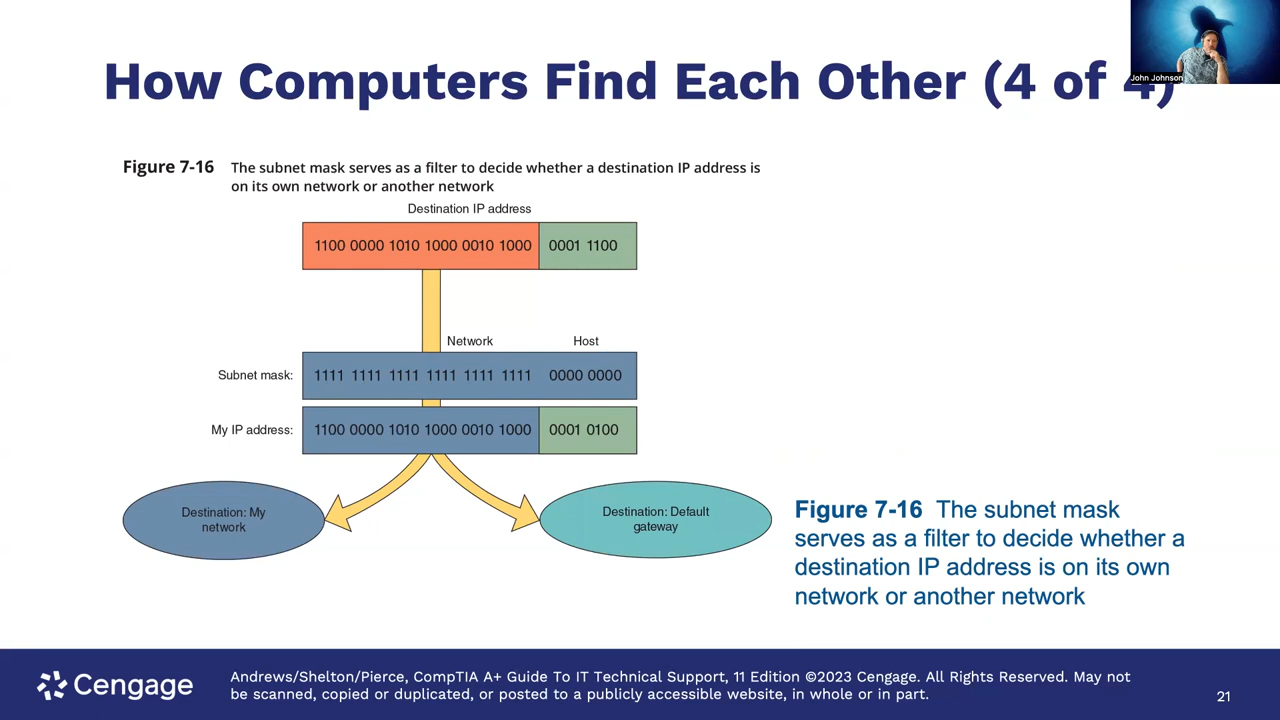 How Computers Find Each Other (4 of 4)
John Johnson
Figure 7-16 The subnet mask serves as a filter to decide whether a destination IP address is
on its own network or another network
Destination IP address
1100 0000 1010 1000 0010 1000 0001 1100
Network Host
Subnet mask: 1111 1111 1111 1111 1111 1111 0000 0000
My IP address: 1100 0000 1010 1000 0010 1000 0001 0100
Destination: My
network
Destination: Default
gateway
Figure 7-16 The subnet mask
serves as a filter to decide whether a
destination IP address is on its own
network or another network
Cengage
Andrews/Shelton/Pierce, CompTIA A+ Guide To IT Technical Support, 11 Edition ©2023 Cengage. All Rights Reserved. May not
be scanned, copied or duplicated, or posted to a publicly accessible website, in whole or in part.
21